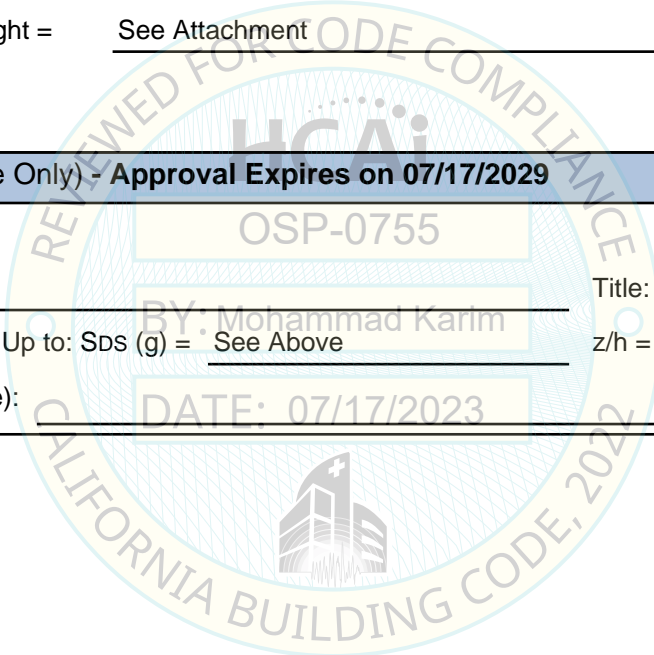 ght = See Attachment
REVIEWED FOR CODE COMPLIANCE
HCAi
e Only) - Approval Expires on 07/17/2029
OSP-0755
Title:
BY: Mohammad Karim
Up to: SDS (g) = See Above z/h =
e):
DATE: 07/17/2023
CALIFORNIA BUILDING CODE, 2022